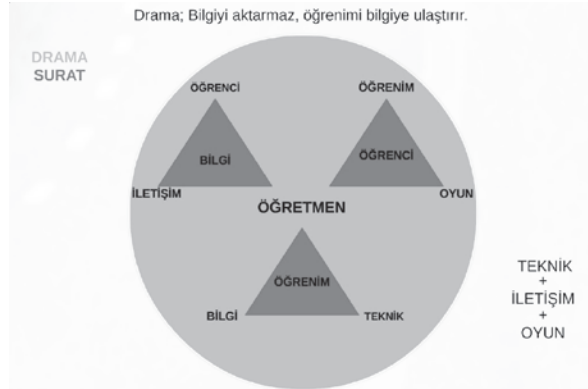 Drama; Bilgiyi aktarmaz, öğrenimi bilgiye ulaştırır.
DRAMA
SURAT
ÖĞRENCİ
BİLGİ
İLETİŞİM
ÖĞRENİM
ÖĞRENCİ
OYUN
ÖĞRETMEN
ÖĞRENİM
BİLGİ
TEKNİK
TEKNİK
+
İLETİŞİM
+
OYUN